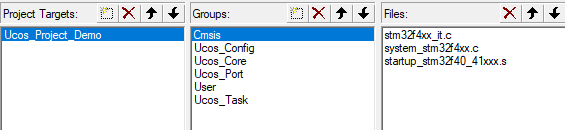 Project Targets:
Ucos_Project_Demo
Groups:
Cmsis
Ucos_Config
Ucos_Core
Ucos_Port
User
Ucos_Task
Files:
stm32f4xx_it.c
system_stm32f4xx.c
startup_stm32f40_41xxx.s